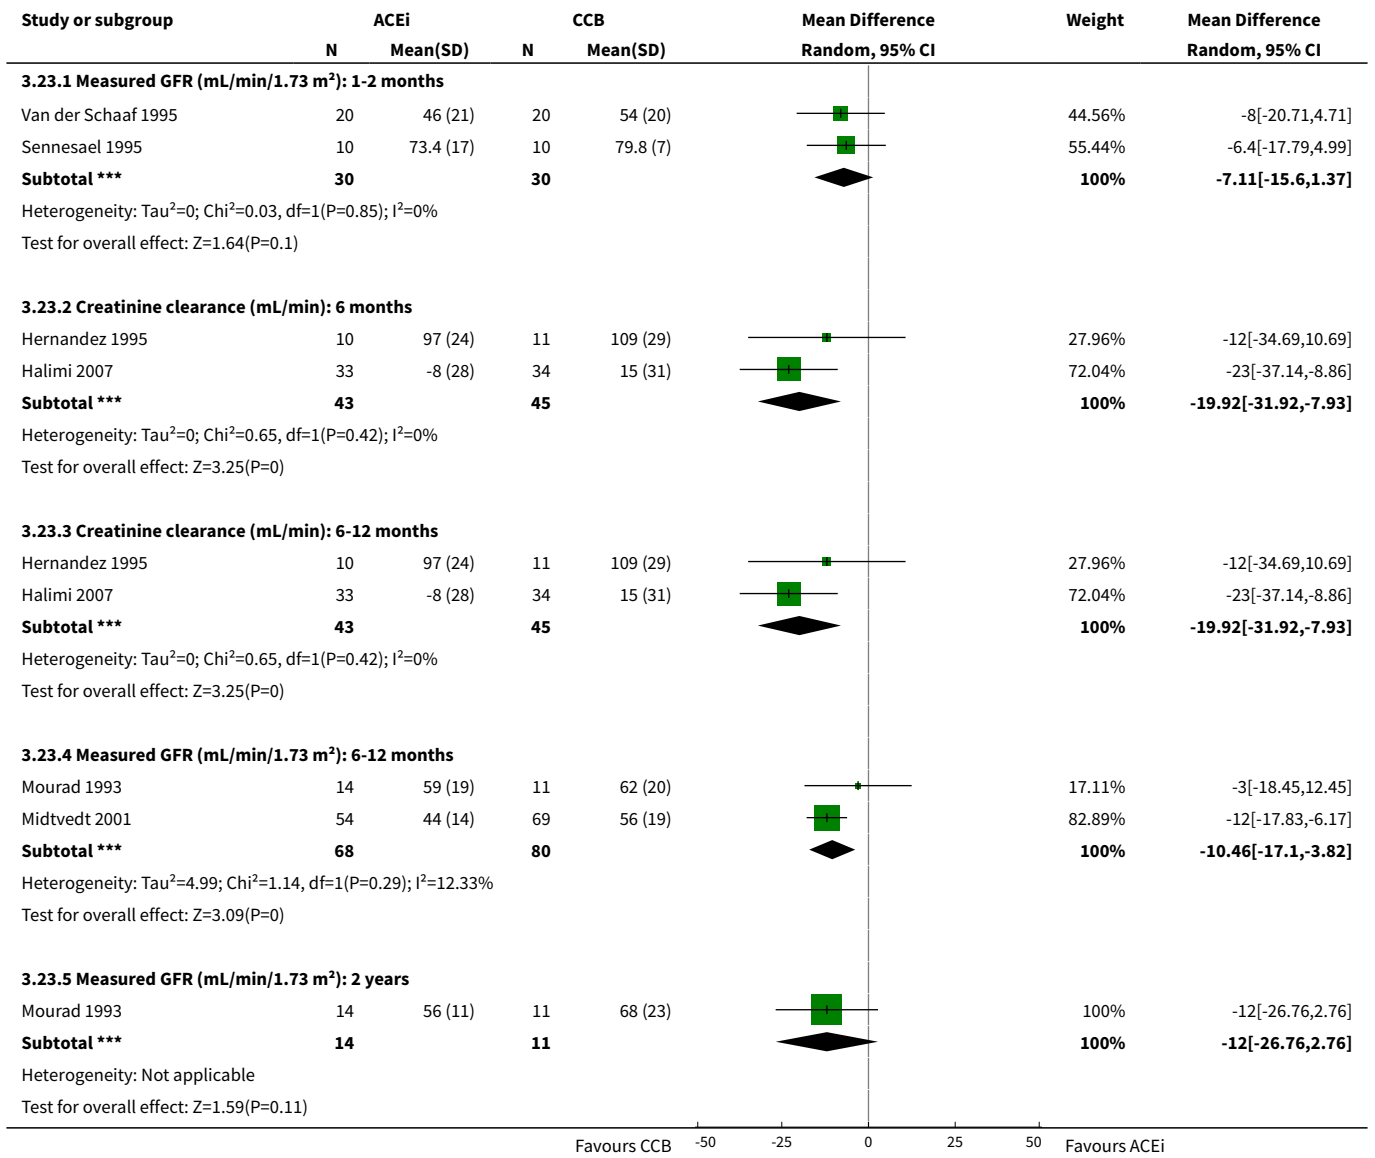 Study or subgroup ACEi CCB Mean Difference Weight Mean Difference
N Mean(SD) N Mean(SD) Random, 95% CI Random, 95% CI
3.23.1 Measured GFR (mL/min/1.73 m²): 1-2 months
Van der Schaaf 1995 20 46 (21) 20 54 (20) 44.56% -8[-20.71,4.71]
Sennesael 1995 10 73.4 (17) 10 79.8 (7) 55.44% -6.4[-17.79,4.99]
Subtotal *** 30 30 100% -7.11[-15.6,1.37]
Heterogeneity: Tau²=0; Chi²=0.03, df=1(P=0.85); I²=0%
Test for overall effect: Z=1.64(P=0.1)
3.23.2 Creatinine clearance (mL/min): 6 months
Hernandez 1995 10 97 (24) 11 109 (29) 27.96% -12[-34.69,10.69]
Halimi 2007 33 -8 (28) 34 15 (31) 72.04% -23[-37.14,-8.86]
Subtotal *** 43 45 100% -19.92[-31.92,-7.93]
Heterogeneity: Tau²=0; Chi²=0.65, df=1(P=0.42); I²=0%
Test for overall effect: Z=3.25(P=0)
3.23.3 Creatinine clearance (mL/min): 6-12 months
Hernandez 1995 10 97 (24) 11 109 (29) 27.96% -12[-34.69,10.69]
Halimi 2007 33 -8 (28) 34 15 (31) 72.04% -23[-37.14,-8.86]
Subtotal *** 43 45 100% -19.92[-31.92,-7.93]
Heterogeneity: Tau²=0; Chi²=0.65, df=1(P=0.42); I²=0%
Test for overall effect: Z=3.25(P=0)
3.23.4 Measured GFR (mL/min/1.73 m²): 6-12 months
Mourad 1993 14 59 (19) 11 62 (20) 17.11% -3[-18.45,12.45]
Midtvedt 2001 54 44 (14) 69 56 (19) 82.89% -12[-17.83,-6.17]
Subtotal *** 68 80 100% -10.46[-17.1,-3.82]
Heterogeneity: Tau²=4.99; Chi²=1.14, df=1(P=0.29); I²=12.33%
Test for overall effect: Z=3.09(P=0)
3.23.5 Measured GFR (mL/min/1.73 m²): 2 years
Mourad 1993 14 56 (11) 11 68 (23) 100% -12[-26.76,2.76]
Subtotal *** 14 11 100% -12[-26.76,2.76]
Heterogeneity: Not applicable
Test for overall effect: Z=1.59(P=0.11)
Favours CCB -50 -25 0 25 50 Favours ACEi